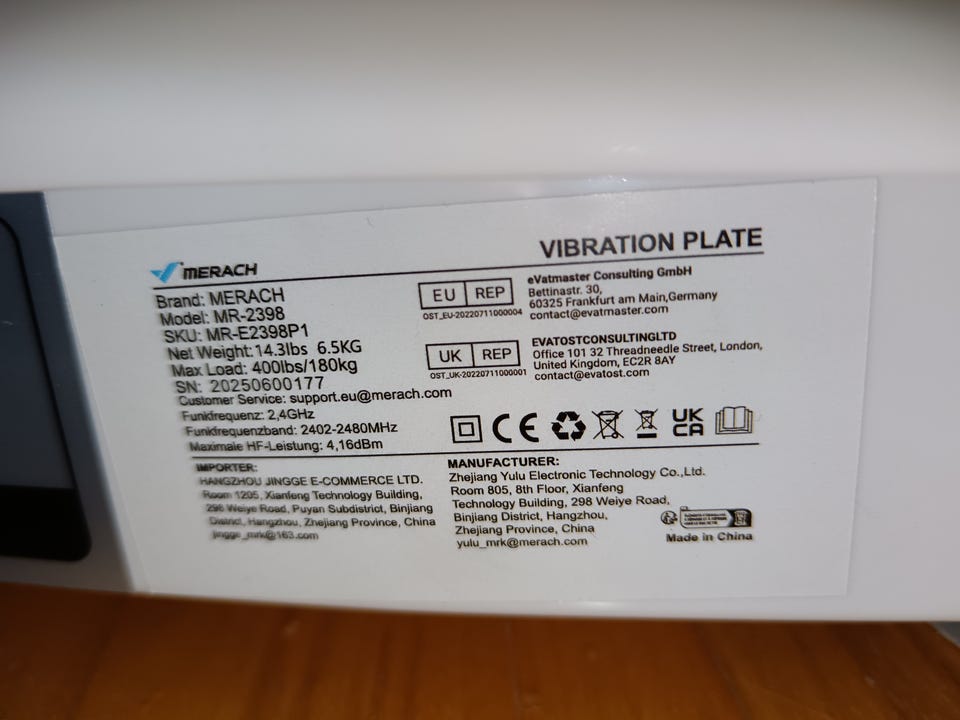 MERACH
VIBRATION PLATE
Brand: MERACH
Model: MR-2398
SKU: MR-E2398P1
Net Weight: 14.3lbs 6.5KG
Max Load: 400lbs/180kg
SN: 20250600177
Customer Service: support.eu@merach.com
Funkfrequenz: 2,4GHz
Funkfrequenzband: 2402-2480MHz
Maximale HF-Leistung: 4,16dBm
EU REP
OST_EU-20220711000004
eVatmaster Consulting GmbH
Bettinastr. 30,
60325 Frankfurt am Main,Germany
contact@evatmaster.com
UK REP
OST_UK-20220711000001
EVATOSTCONSULTINGLTD
Office 101 32 Threadneedle Street, London,
United Kingdom, EC2R 8AY
contact@evatost.com
CE
UK
CA
IMPORTER:
HANGZHOU JINGGE E-COMMERCE LTD.
Room 1205, Xianfeng Technology Building,
298 Weiye Road, Puyan Subdistrict, Binjiang
District, Hangzhou, Zhejiang Province, China
jingge_mrk@163.com
MANUFACTURER:
Zhejiang Yulu Electronic Technology Co.,Ltd.
Room 805, 8th Floor, Xianfeng
Technology Building, 298 Weiye Road,
Binjiang District, Hangzhou,
Zhejiang Province, China
yulu_mrk@merach.com
Made in China